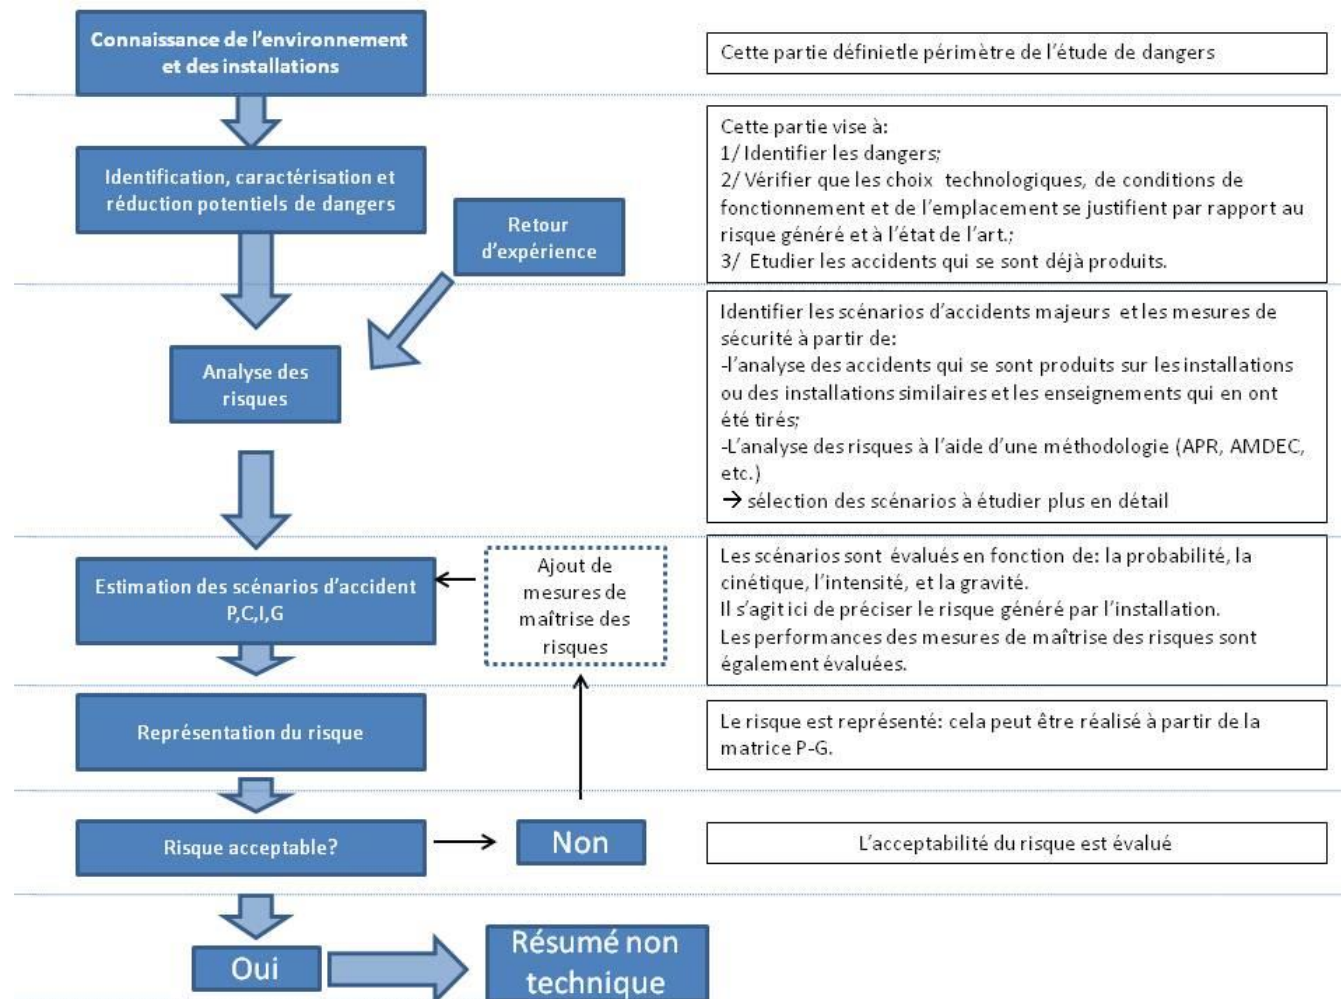 Connaissance de l'environnement
et des installations
Cette partie définietle périmètre de l'étude de dangers
Identification, caractérisation et
réduction potentiels de dangers
Retour
d'expérience
Cette partie vise à:
1/ Identifier les dangers;
2/ Vérifier que les choix technologiques, de conditions de
fonctionnement et de l'emplacement se justifient par rapport au
risque généré et à l'état de l'art.;
3/ Etudier les accidents qui se sont déjà produits.
Analyse des
risques
Identifier les scénarios d'accidents majeurs et les mesures de
sécurité à partir de:
-l'analyse des accidents qui se sont produits sur les installations
ou des installations similaires et les enseignements qui en ont
été tirés;
-L'analyse des risques à l'aide d'une méthodologie (APR, AMDEC,
etc.)
→ sélection des scénarios à étudier plus en détail
Estimation des scénarios d'accident
P,C,I,G
Ajout de
mesures de
maîtrise des
risques
Les scénarios sont évalués en fonction de: la probabilité, la
cinétique, l'intensité, et la gravité.
Il s'agit ici de préciser le risque généré par l'installation.
Les performances des mesures de maîtrise des risques sont
également évaluées.
Représentation du risque
Le risque est représenté: cela peut être réalisé à partir de la
matrice P-G.
Risque acceptable?
Non
L'acceptabilité du risque est évalué
Oui
Résumé non
technique